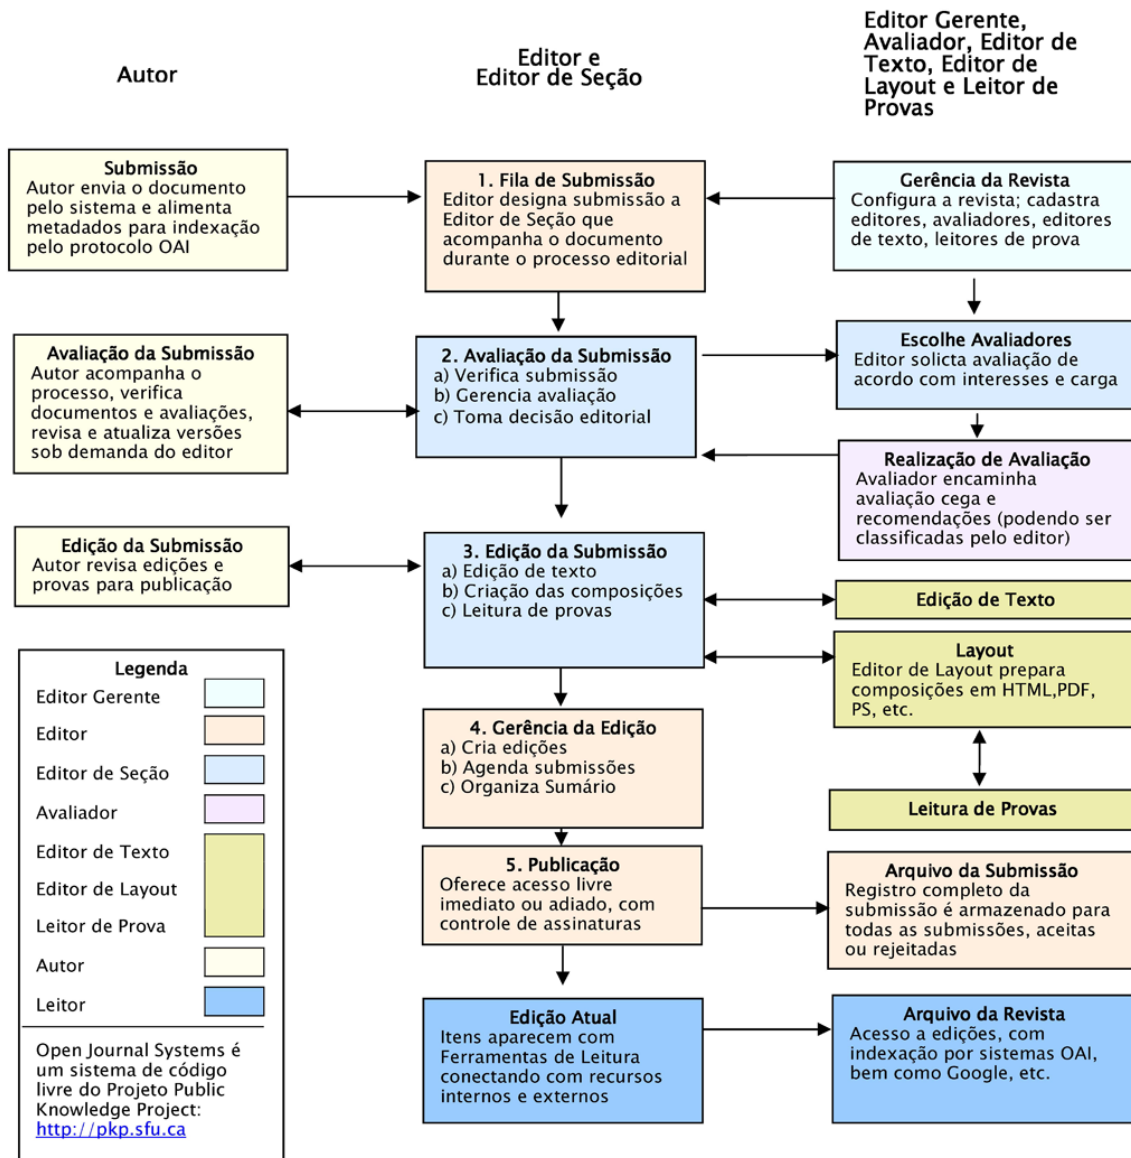 Autor
Editor e
Editor de Seção
Editor Gerente,
Avaliador, Editor de
Texto, Editor de
Layout e Leitor de
Provas
Submissão
Autor envia o documento
pelo sistema e alimenta
metadados para indexação
pelo protocolo OAI
1. Fila de Submissão
Editor designa submissão a
Editor de Seção que
acompanha o documento
durante o processo editorial
Gerência da Revista
Configura a revista; cadastra
editores, avaliadores, editores
de texto, leitores de prova
Avaliação da Submissão
Autor acompanha o
processo, verifica
documentos e avaliações,
revisa e atualiza versões
sob demanda do editor
2. Avaliação da Submissão
a) Verifica submissão
b) Gerencia avaliação
c) Toma decisão editorial
Escolhe Avaliadores
Editor solicta avaliação de
acordo com interesses e carga
Realização de Avaliação
Avaliador encaminha
avaliação cega e
recomendações (podendo ser
classificadas pelo editor)
Edição da Submissão
Autor revisa edições e
provas para publicação
3. Edição da Submissão
a) Edição de texto
b) Criação das composições
c) Leitura de provas
Edição de Texto
Layout
Editor de Layout prepara
composições em HTML,PDF,
PS, etc.
Leitura de Provas
4. Gerência da Edição
a) Cria edições
b) Agenda submissões
c) Organiza Sumário
5. Publicação
Oferece acesso livre
imediato ou adiado, com
controle de assinaturas
Arquivo da Submissão
Registro completo da
submissão é armazenado para
todas as submissões, aceitas
ou rejeitadas
Edição Atual
Itens aparecem com
Ferramentas de Leitura
conectando com recursos
internos e externos
Arquivo da Revista
Acesso a edições, com
indexação por sistemas OAI,
bem como Google, etc.
Legenda
Editor Gerente
Editor
Editor de Seção
Avaliador
Editor de Texto
Editor de Layout
Leitor de Prova
Autor
Leitor
Open Journal Systems é
um sistema de código
livre do Projeto Public
Knowledge Project:
http://pkp.sfu.ca